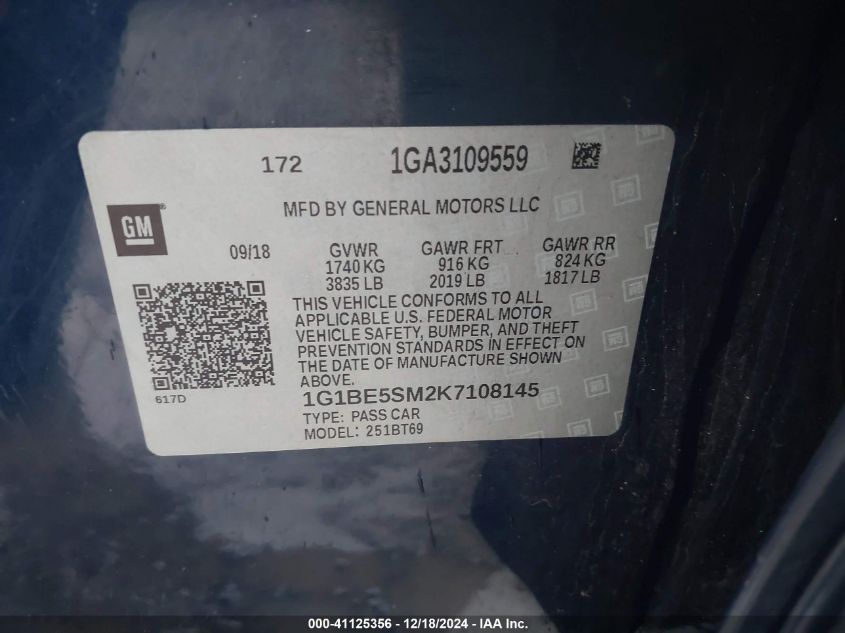 172 1GA3109559
GM
MFD BY GENERAL MOTORS LLC
09/18 GVWR GAWR FRT GAWR RR
1740 KG 916 KG 824 KG
3835 LB 2019 LB 1817 LB
THIS VEHICLE CONFORMS TO ALL
APPLICABLE U.S. FEDERAL MOTOR
VEHICLE SAFETY, BUMPER, AND THEFT
PREVENTION STANDARDS IN EFFECT ON
THE DATE OF MANUFACTURE SHOWN
ABOVE.
617D
1G1BE5SM2K7108145
TYPE: PASS CAR
MODEL: 251BT69
000-41125356 - 12/18/2024 - IAA Inc.